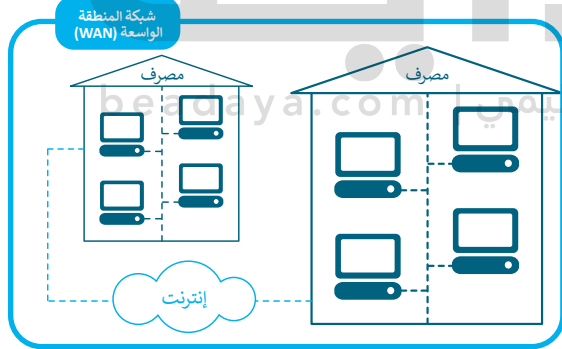 شبكة المنطقة
الواسعة (WAN)
مصرف
مصرف
beadaya.com |
إنترنت